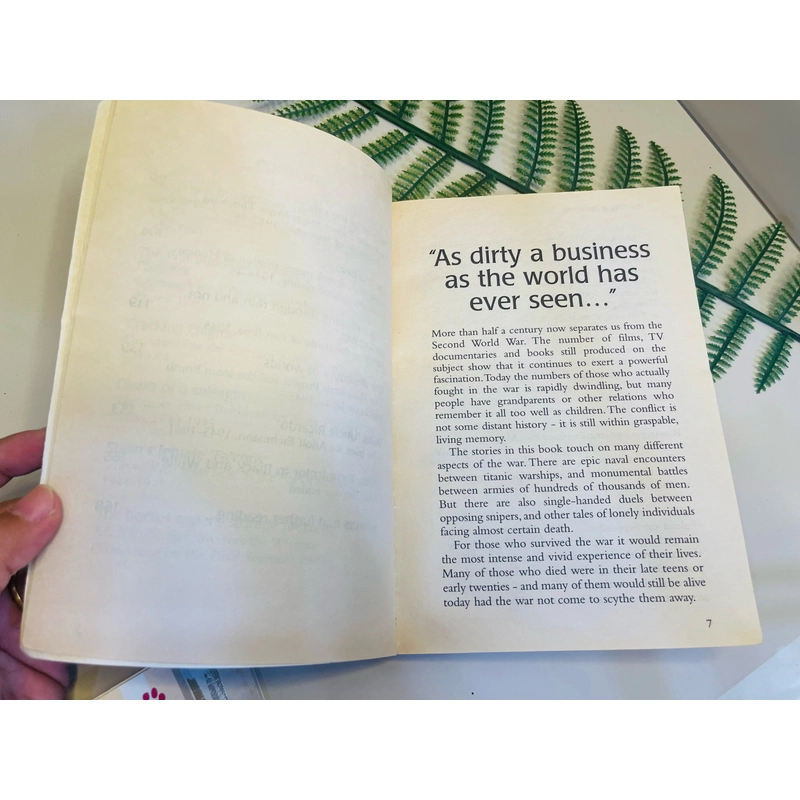 “As dirty a business
as the world has
ever seen...”
More than half a century now separates us from the
Second World War. The number of films, TV
documentaries and books still produced on the
subject show that it continues to exert a powerful
fascination. Today the numbers of those who actually
fought in the war is rapidly dwindling, but many
people have grandparents or other relations who
remember it all too well as children. The conflict is
not some distant history – it is still within graspable,
living memory.
The stories in this book touch on many different
aspects of the war. There are epic naval encounters
between titanic warships, and monumental battles
between armies of hundreds of thousands of men.
But there are also single-handed duels between
opposing snipers, and other tales of lonely individuals
facing almost certain death.
For those who survived the war it would remain
the most intense and vivid experience of their lives.
Many of those who died were in their late teens or
early twenties – and many of them would still be alive
today had the war not come to scythe them away.
7